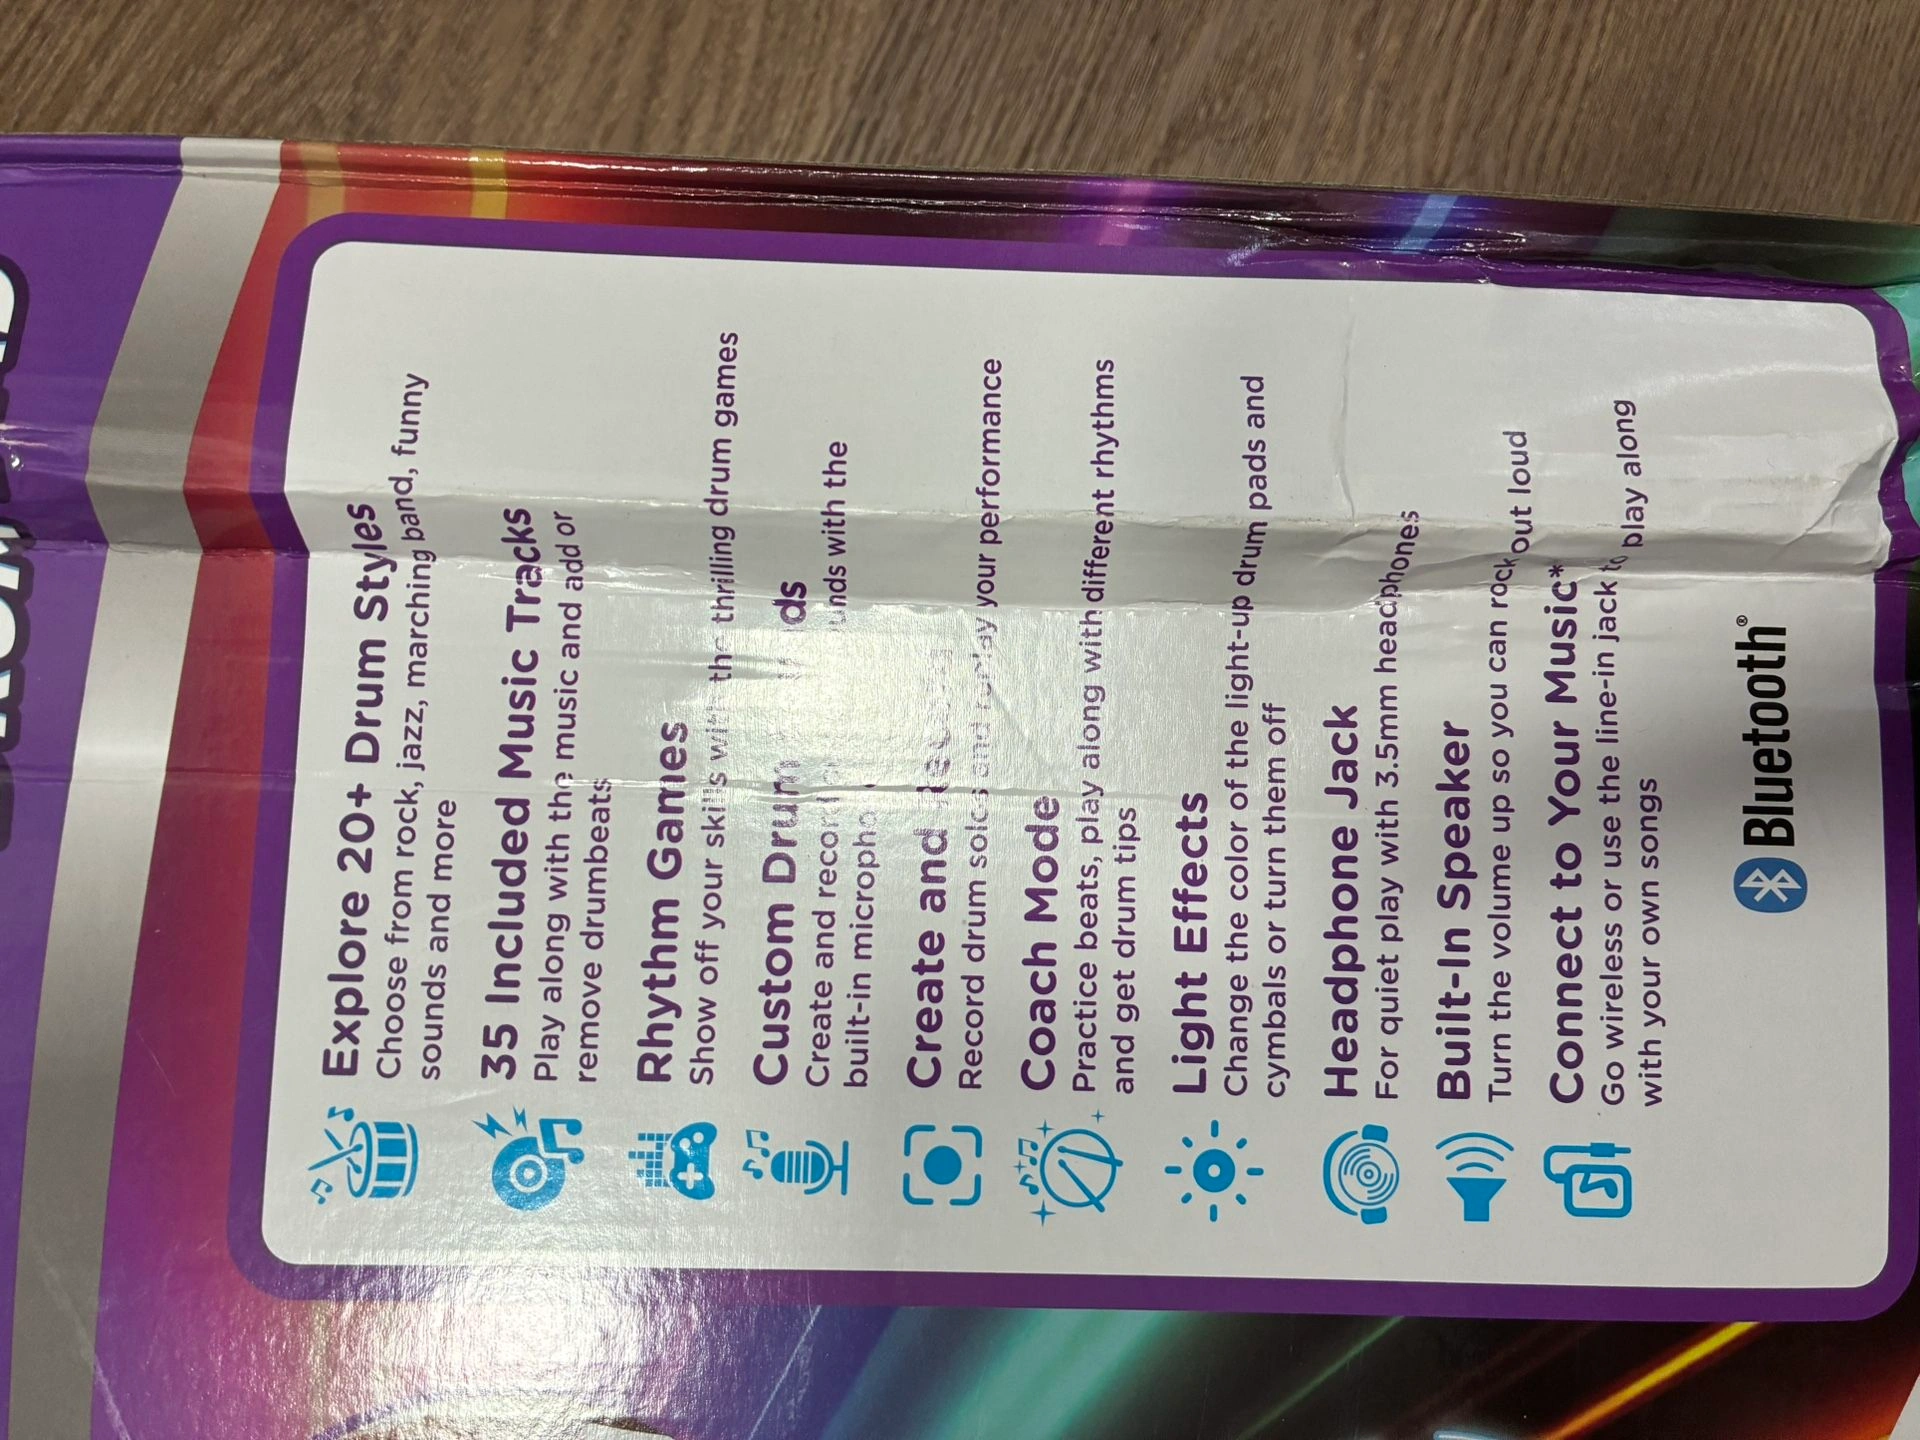 Explore 20+ Drum Styles
Choose from rock, jazz, marching band, funny
sounds and more
35 Included Music Tracks
Play along with the music and add or
remove drumbeats
Rhythm Games
Show off your skills with the thrilling drum games
Custom Drum
Create and record with the
built-in
Create and
Record drum solos and replay your performance
Coach Mode
Practice beats, play along with different rhythms
and get drum tips
Light Effects
Change the color of the light-up drum pads and
cymbals or turn them off
Headphone Jack
For quiet play with 3.5mm headphones
Built-In Speaker
Turn the volume up so you can rock out loud
Connect to Your Music*
Go wireless or use the line-in jack to play along
with your own songs
Bluetooth®